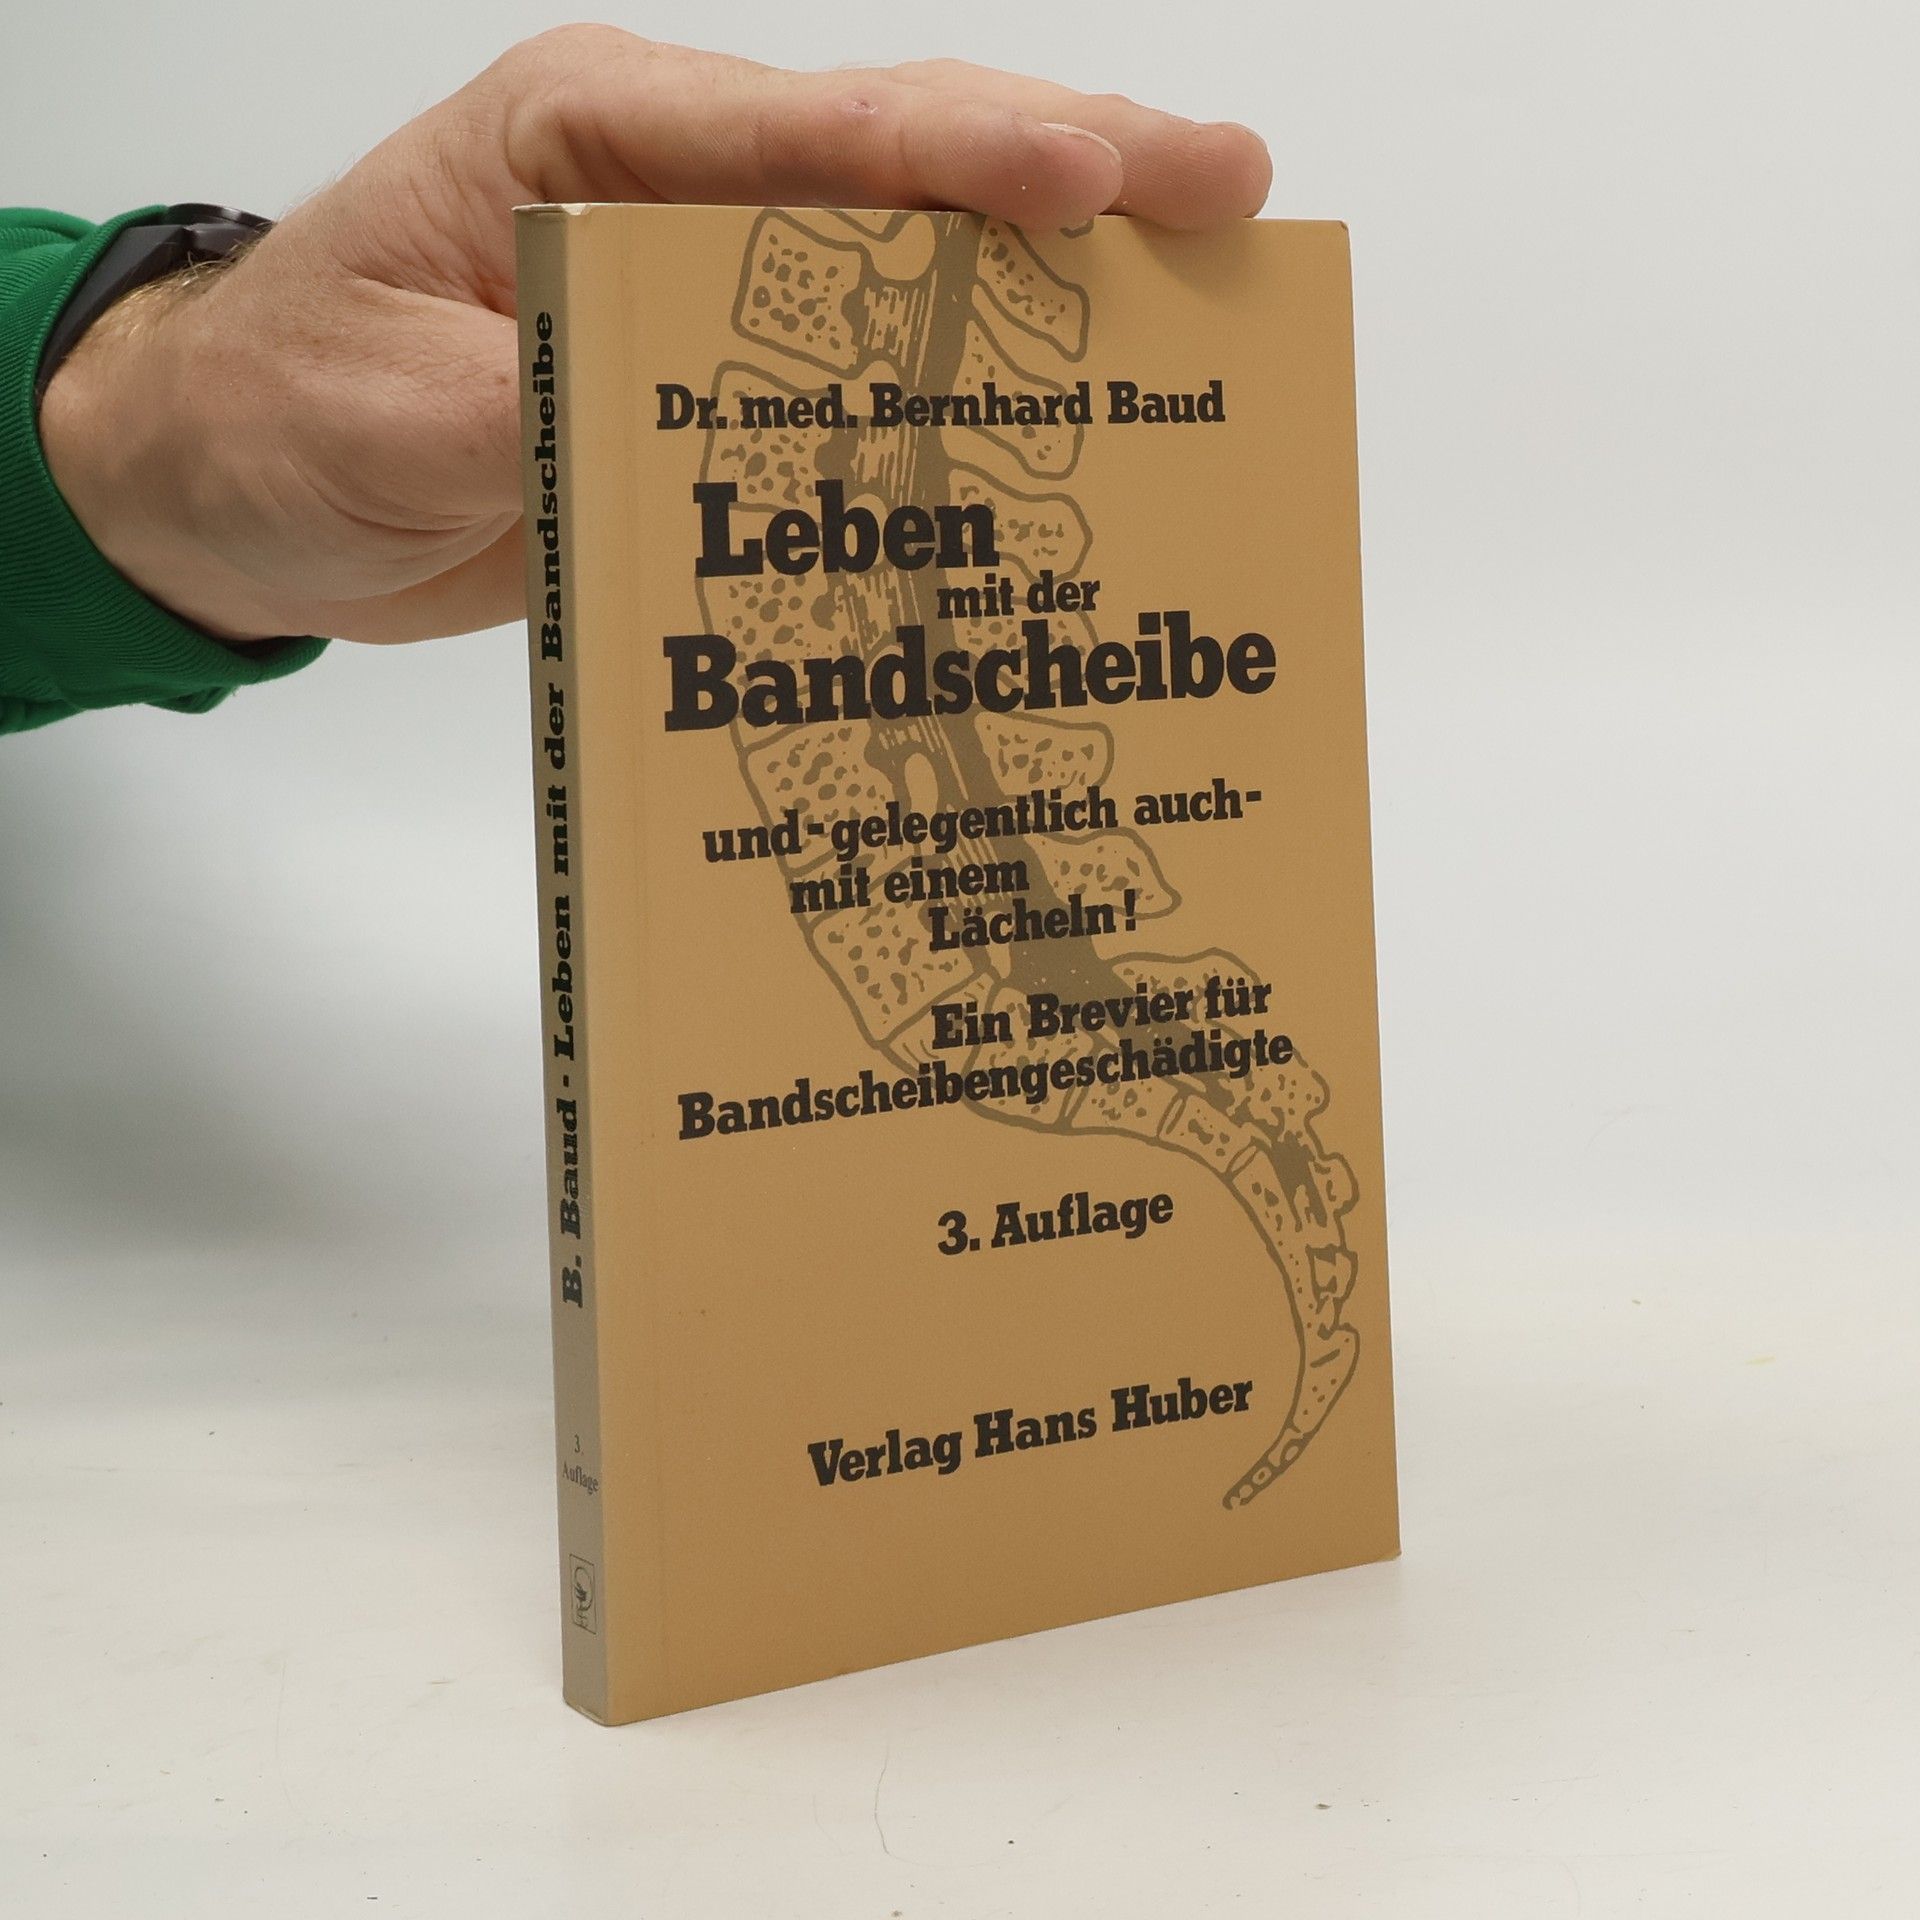 Dr. med. Bernhard Baud
Leben
mit der
Bandscheibe
und - gelegentlich auch -
mit einem
Lächeln!
Ein Brevier für
Bandscheibengeschädigte
3. Auflage
Verlag Hans Huber
B. Baud · Leben mit der Bandscheibe
3.
Auflage